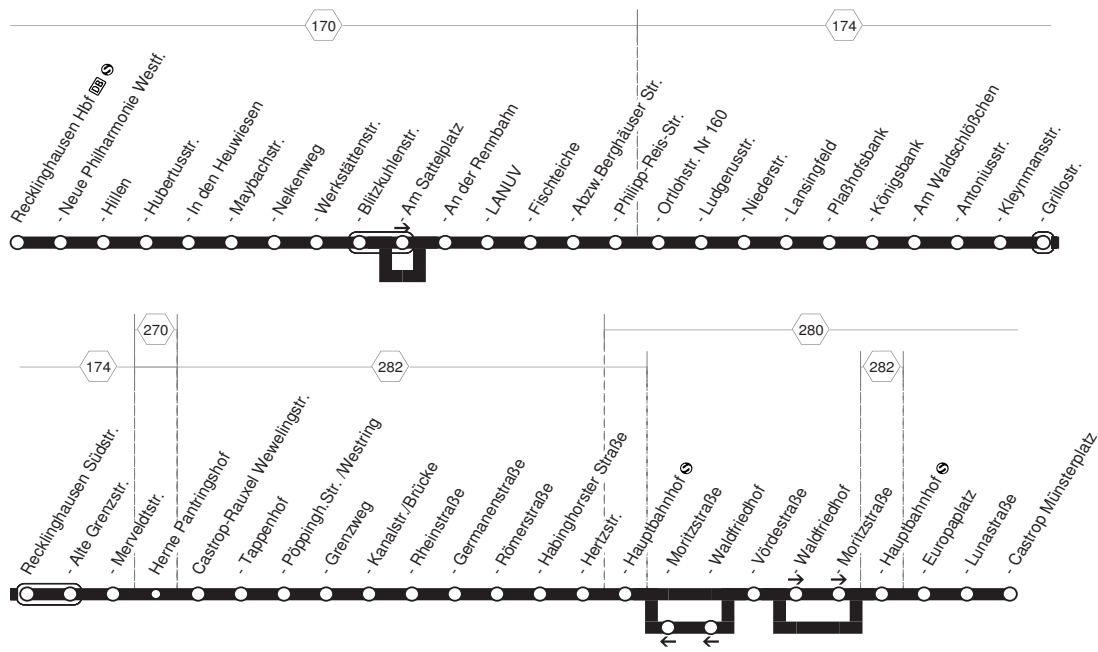 170
174
Recklinghausen Hbf DB S
- Neue Philharmonie Westf.
- Hillen
- Hubertusstr.
- In den Heuwiesen
- Maybachstr.
- Nelkenweg
- Werkstättenstr.
- Blitzkuhlenstr.
- Am Sattelplatz
- An der Rennbahn
- LANUV
- Fischteiche
- Abzw.Berghäuser Str.
- Philipp-Reis-Str.
- Ortlohstr. Nr 160
- Ludgerusstr.
- Niederstr.
- Lansingfeld
- Plaßhofsbank
- Königsbank
- Am Waldschlößchen
- Antoniusstr.
- Kleynmansstr.
- Grillostr.
270
280
174
282
282
Recklinghausen Südstr.
- Alte Grenzstr.
- Merveldtstr.
Herne Pantringshof
Castrop-Rauxel Wewelingstr.
- Tappenhof
- Pöppingh.Str. /Westring
- Grenzweg
- Kanalstr./Brücke
- Rheinstraße
- Germanenstraße
- Römerstraße
- Habinghorster Straße
- Hertzstr.
- Hauptbahnhof S
- Moritzstraße
- Waldfriedhof
- Vördestraße
- Waldfriedhof
- Moritzstraße
- Hauptbahnhof S
- Europaplatz
- Lunastraße
- Castrop Münsterplatz